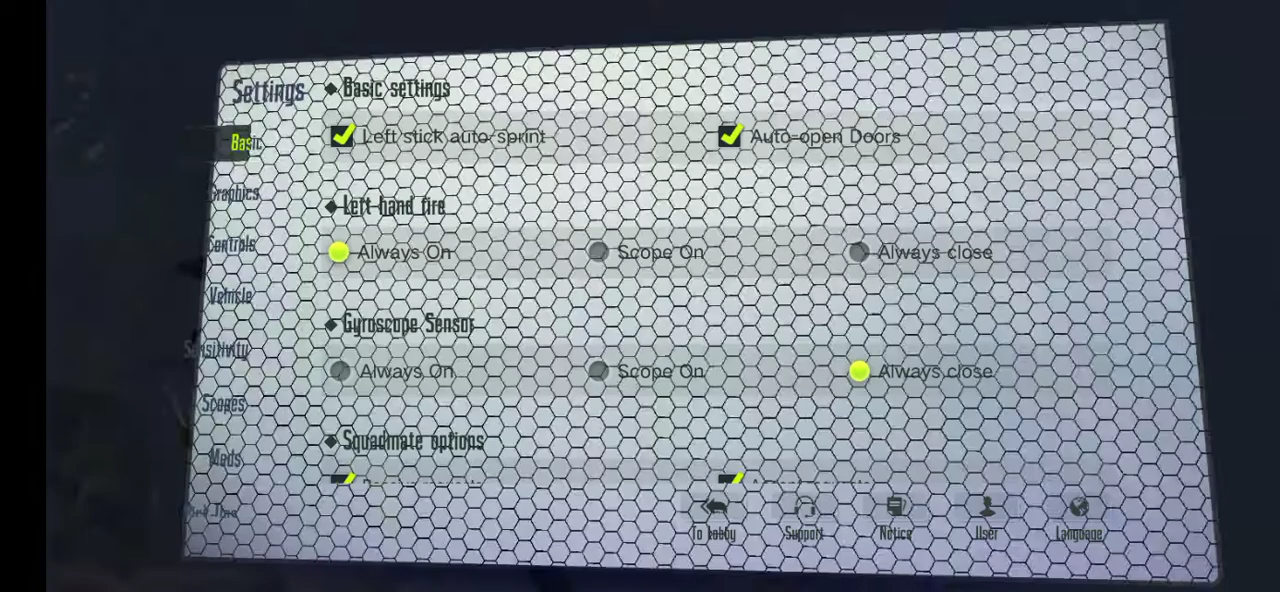 Settings
Basic settings
Basic
Left stick auto-sprint
Auto-open Doors
Graphics
Left hand fire
Controls
Always On
Scope On
Always close
Vehicle
Gyroscope Sensor
Sensitivity
Always On
Scope On
Always close
Scopes
Squadmate options
Meds
To lobby
Support
Notice
User
Language